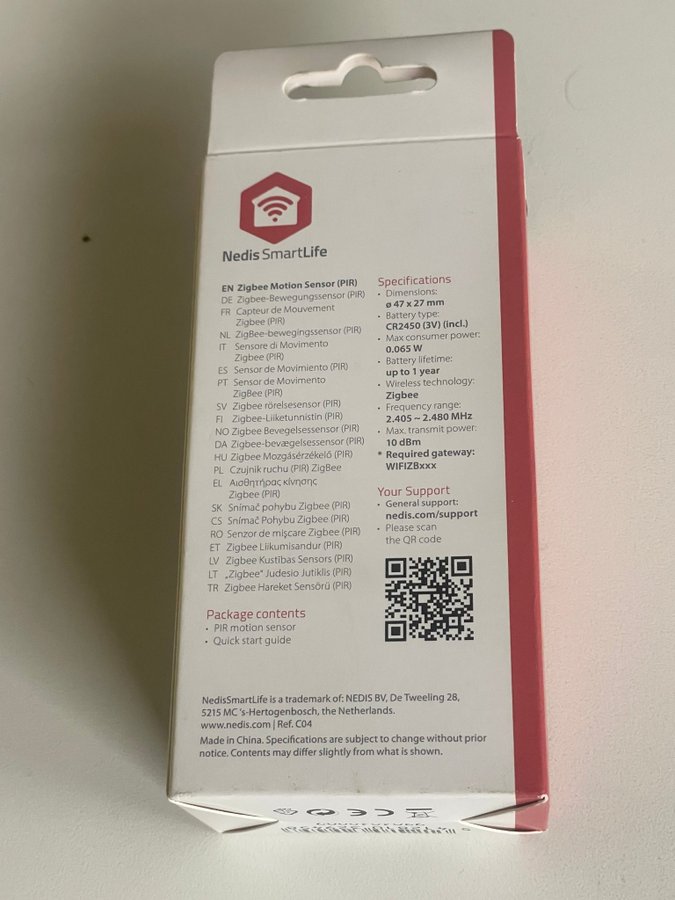 Nedis SmartLife
EN Zigbee Motion Sensor (PIR)
DE Zigbee-Bewegungssensor (PIR)
FR Capteur de Mouvement
Zigbee (PIR)
NL ZigBee-bewegingssensor (PIR)
IT Sensore di Movimento
Zigbee (PIR)
ES Sensor de Movimiento (PIR)
PT Sensor de Movimento
ZigBee (PIR)
SV Zigbee rörelsesensor (PIR)
FI Zigbee-Liiketunnistin (PIR)
NO Zigbee Bevegelsessensor (PIR)
DA Zigbee-bevægelsessensor (PIR)
HU Zigbee Mozgásérzékelő (PIR)
PL Czujnik ruchu (PIR) ZigBee
EL Αισθητήρας κίνησης
Zigbee (PIR)
SK Snímač pohybu Zigbee (PIR)
CS Snímač Pohybu Zigbee (PIR)
RO Senzor de mișcare Zigbee (PIR)
ET Zigbee Liikumisandur (PIR)
LV Zigbee Kustības Sensors (PIR)
LT „Zigbee“ Judesio Jutiklis (PIR)
TR Zigbee Hareket Sensörü (PIR)
Package contents
• PIR motion sensor
• Quick start guide
Specifications
• Dimensions:
ø 47 x 27 mm
• Battery type:
CR2450 (3V) (incl.)
• Max consumer power:
0.065 W
• Battery lifetime:
up to 1 year
• Wireless technology:
Zigbee
• Frequency range:
2.405 ~ 2.480 MHz
• Max. transmit power:
10 dBm
* Required gateway:
WIFIZBxxx
Your Support
• General support:
nedis.com/support
• Please scan
the QR code
NedisSmartLife is a trademark of: NEDIS BV, De Tweeling 28,
5215 MC 's-Hertogenbosch, the Netherlands.
www.nedis.com | Ref. C04
Made in China. Specifications are subject to change without prior
notice. Contents may differ slightly from what is shown.